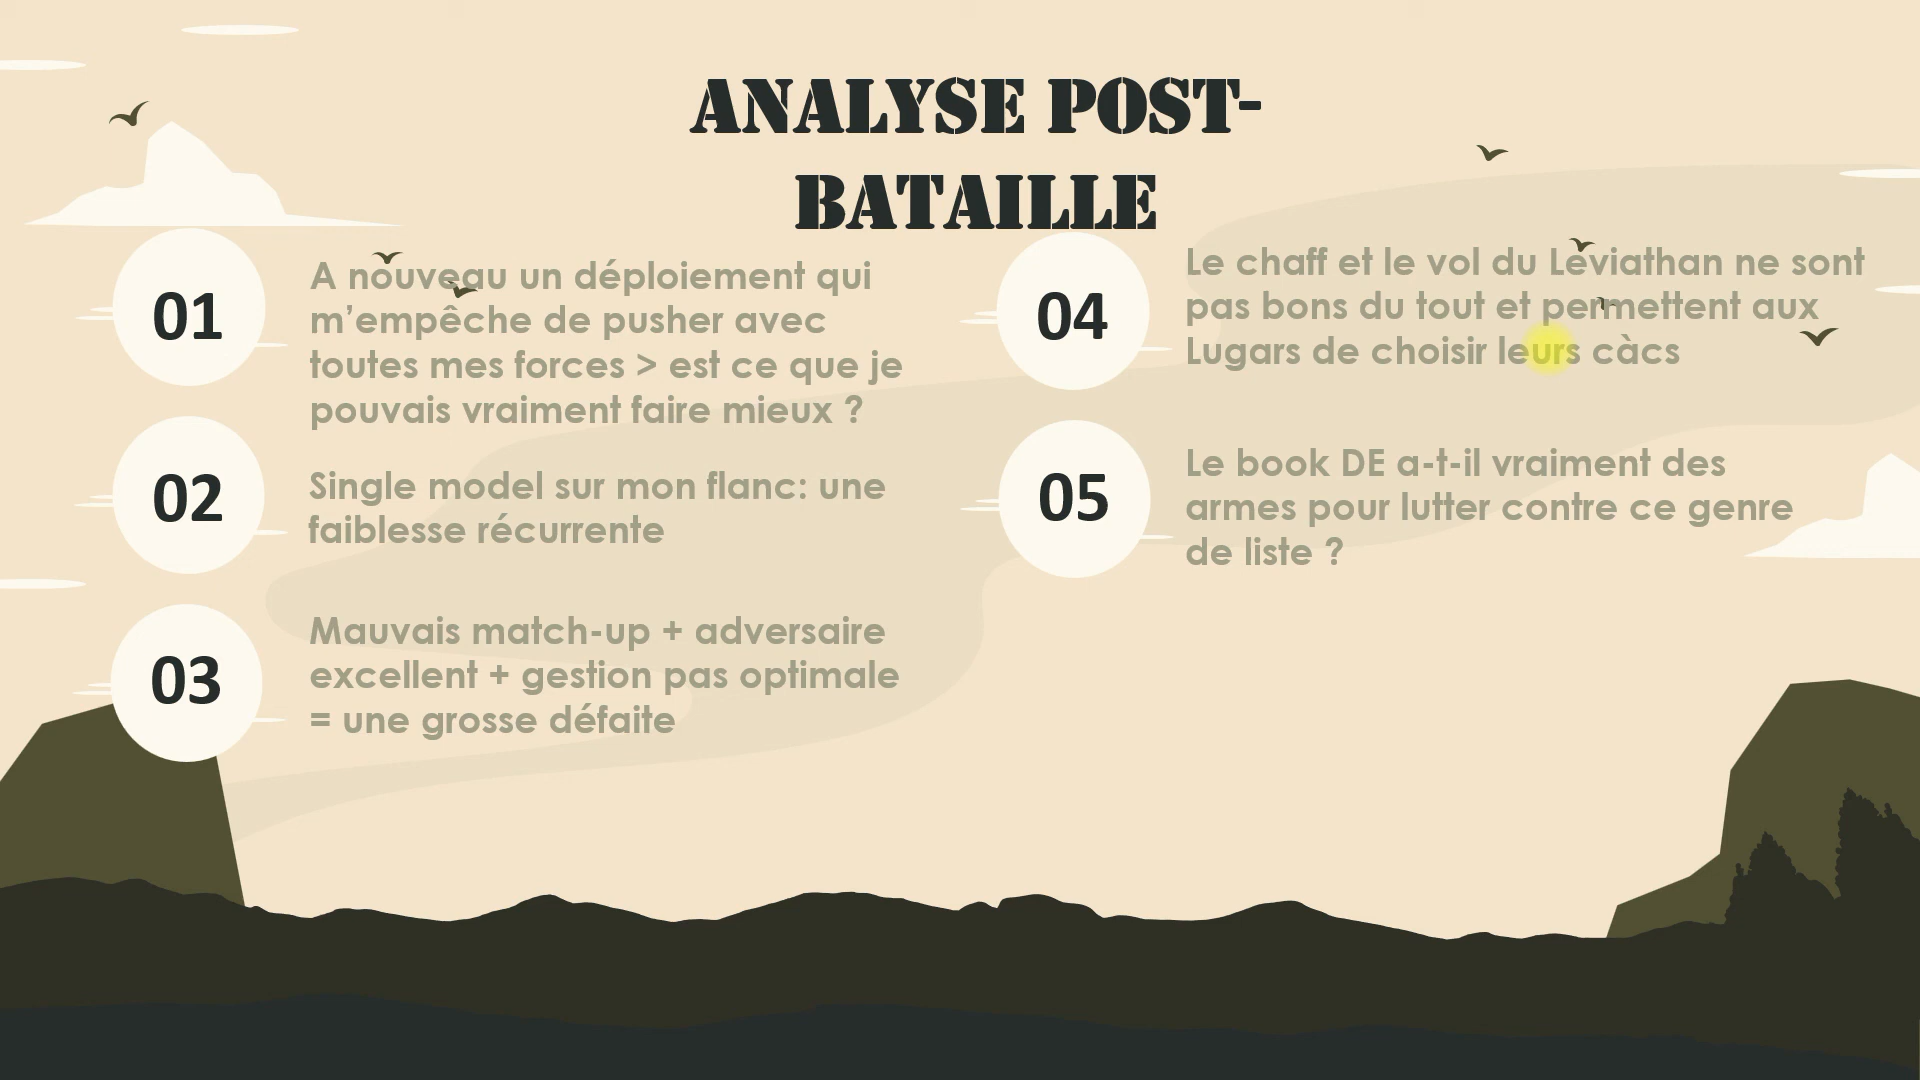 ANALYSE POST-
BATAILLE
01
A nouveau un déploiement qui
m’empêche de pusher avec
toutes mes forces > est ce que je
pouvais vraiment faire mieux ?
02
Single model sur mon flanc: une
faiblesse récurrente
03
Mauvais match-up + adversaire
excellent + gestion pas optimale
= une grosse défaite
04
Le chaff et le vol du Leviathan ne sont
pas bons du tout et permettent aux
Lugars de choisir leurs càcs
05
Le book DE a-t-il vraiment des
armes pour lutter contre ce genre
de liste ?